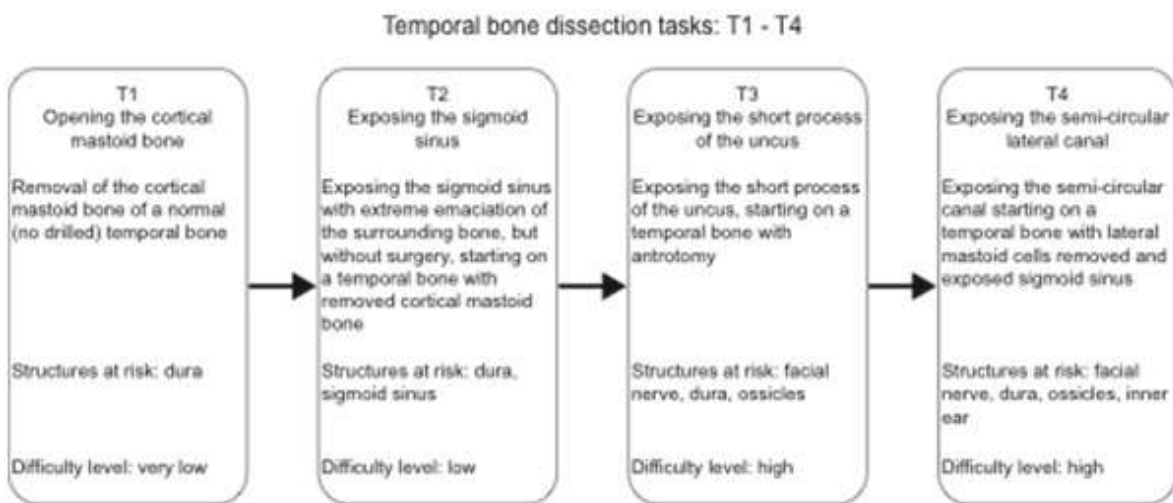 Temporal bone dissection tasks: T1 - T4
T1
Opening the cortical
mastoid bone
Removal of the cortical
mastoid bone of a normal
(no drilled) temporal bone
Structures at risk: dura
Difficulty level: very low
T2
Exposing the sigmoid
sinus
Exposing the sigmoid sinus
with extreme emaciation of
the surrounding bone, but
without surgery, starting on
a temporal bone with
removed cortical mastoid
bone
Structures at risk: dura,
sigmoid sinus
Difficulty level: low
T3
Exposing the short process
of the uncus
Exposing the short process
of the uncus, starting on a
temporal bone with
antrotomy
Structures at risk: facial
nerve, dura, ossicles
Difficulty level: high
T4
Exposing the semi-circular
lateral canal
Exposing the semi-circular
canal starting on a
temporal bone with lateral
mastoid cells removed and
exposed sigmoid sinus
Structures at risk: facial
nerve, dura, ossicles, inner
ear
Difficulty level: high